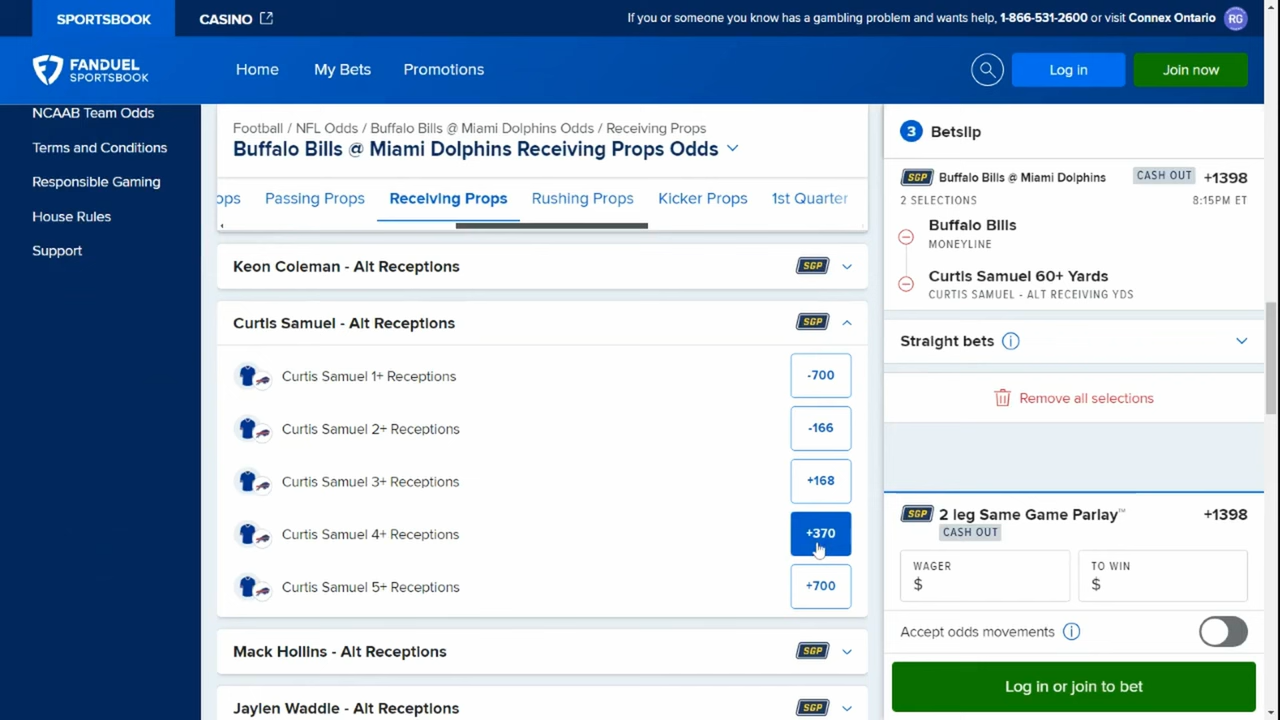 SPORTSBOOK
CASINO
If you or someone you know has a gambling problem and wants help, 1-866-531-2600 or visit Connex Ontario
RG
FANDUEL
SPORTSBOOK
Home
My Bets
Promotions
Log in
Join now
NCAAB Team Odds
Terms and Conditions
Responsible Gaming
House Rules
Support
Football / NFL Odds / Buffalo Bills @ Miami Dolphins Odds / Receiving Props
Buffalo Bills @ Miami Dolphins Receiving Props Odds
ops
Passing Props
Receiving Props
Rushing Props
Kicker Props
1st Quarter
Keon Coleman - Alt Receptions
SGP
Curtis Samuel - Alt Receptions
SGP
Curtis Samuel 1+ Receptions
-700
Curtis Samuel 2+ Receptions
-166
Curtis Samuel 3+ Receptions
+168
Curtis Samuel 4+ Receptions
+370
Curtis Samuel 5+ Receptions
+700
Mack Hollins - Alt Receptions
SGP
Jaylen Waddle - Alt Receptions
SGP
3 Betslip
SGP Buffalo Bills @ Miami Dolphins CASH OUT +1398
2 SELECTIONS 8:15PM ET
Buffalo Bills
MONEYLINE
Curtis Samuel 60+ Yards
CURTIS SAMUEL - ALT RECEIVING YDS
Straight bets
Remove all selections
SGP 2 leg Same Game Parlay™ +1398
CASH OUT
WAGER
$
TO WIN
$
Accept odds movements
Log in or join to bet